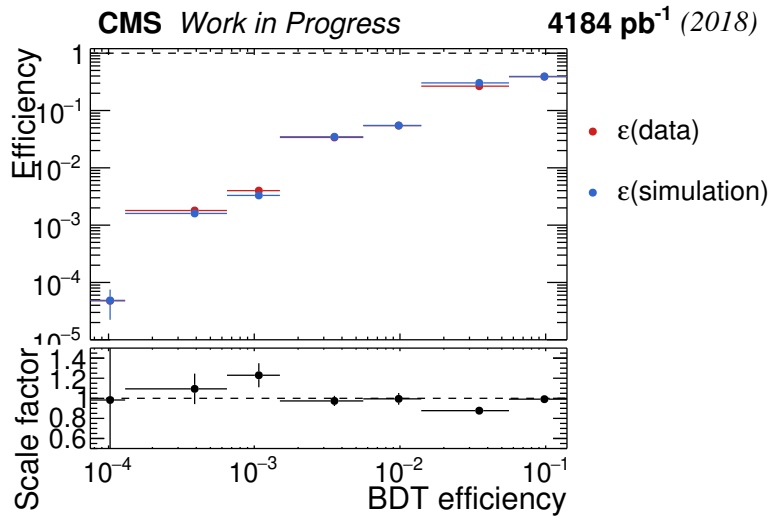 CMS Work in Progress 4184 pb⁻¹ (2018)
Efficiency
1
10⁻¹
10⁻²
10⁻³
10⁻⁴
10⁻⁵
ε(data)
ε(simulation)
Scale factor
1.4
1.2
1
0.8
0.6
10⁻⁴ 10⁻³ 10⁻² 10⁻¹
BDT efficiency